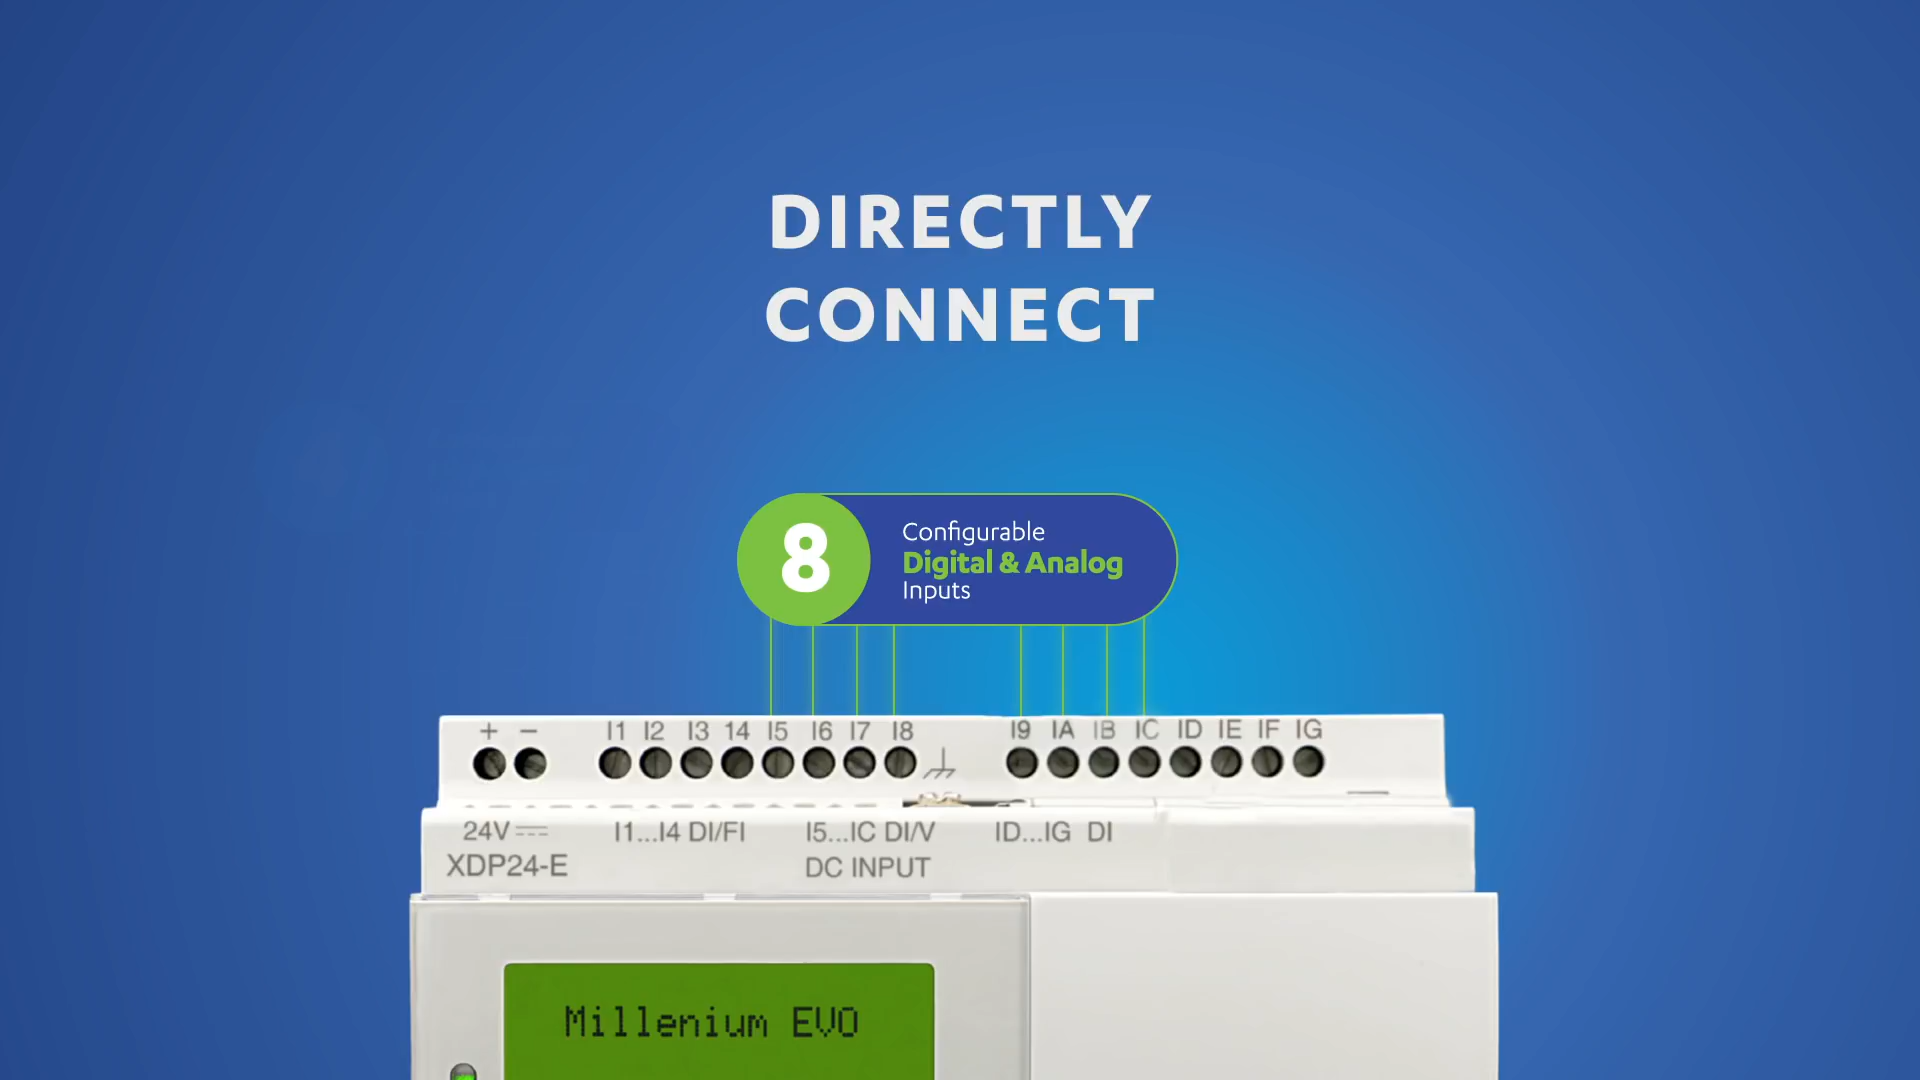 DIRECTLY
CONNECT
8
Configurable
Digital & Analog
Inputs
+ − I1 I2 I3 14 I5 I6 I7 I8 I9 IA IB IC ID IE IF IG
24V I1...I4 DI/FI I5...IC DI/V ID...IG DI
XDP24-E DC INPUT
Millenium EVO